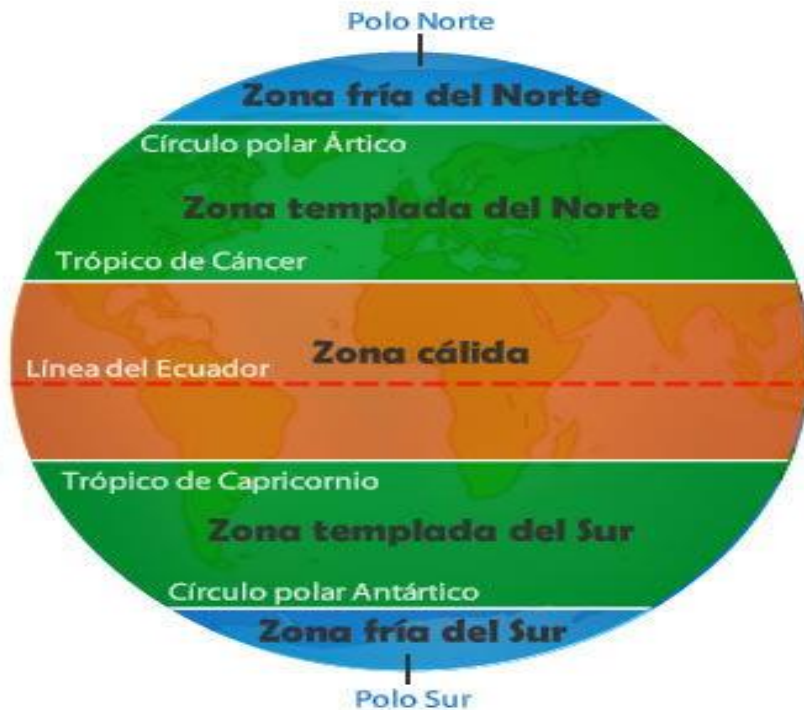 Polo Norte
Zona fría del Norte
Círculo polar Ártico
Zona templada del Norte
Trópico de Cáncer
Zona cálida
Línea del Ecuador
Trópico de Capricornio
Zona templada del Sur
Círculo polar Antártico
Zona fría del Sur
Polo Sur